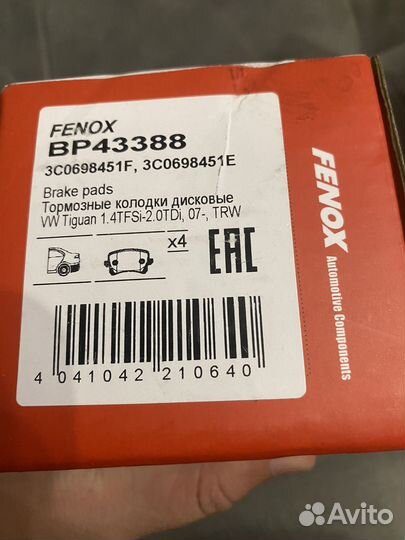 FENOX
BP43388
3C0698451F, 3C0698451E
Brake pads
Тормозные колодки дисковые
VW Tiguan 1.4TFSi-2.0TDi, 07-, TRW
x4
EAC
4 041042 210640
FENOX
Automotive Components
Avito